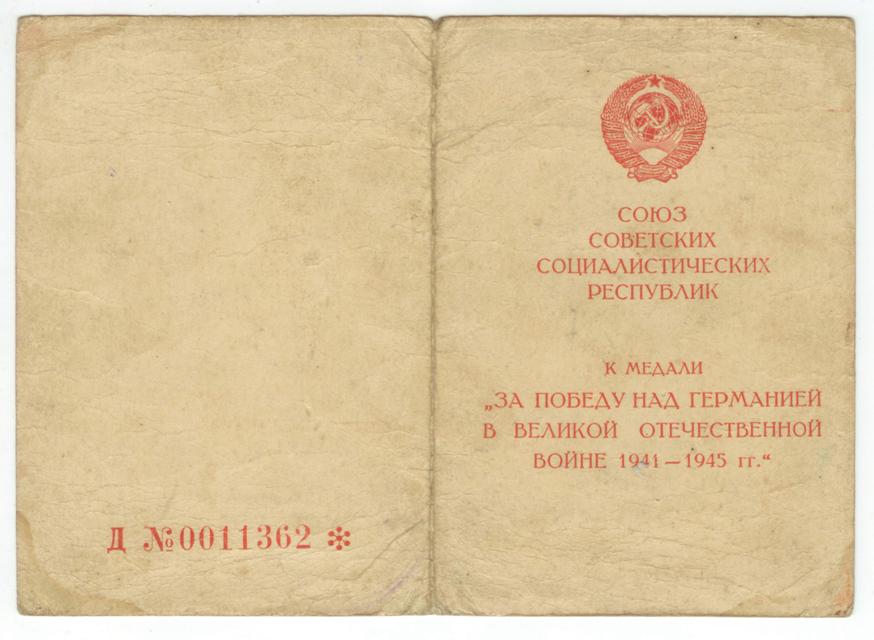 Д №0011362
СОЮЗ
СОВЕТСКИХ
СОЦИАЛИСТИЧЕСКИХ
РЕСПУБЛИК
К МЕДАЛИ
„ЗА ПОБЕДУ НАД ГЕРМАНИЕЙ
В ВЕЛИКОЙ ОТЕЧЕСТВЕННОЙ
ВОЙНЕ 1941 — 1945 гг.“